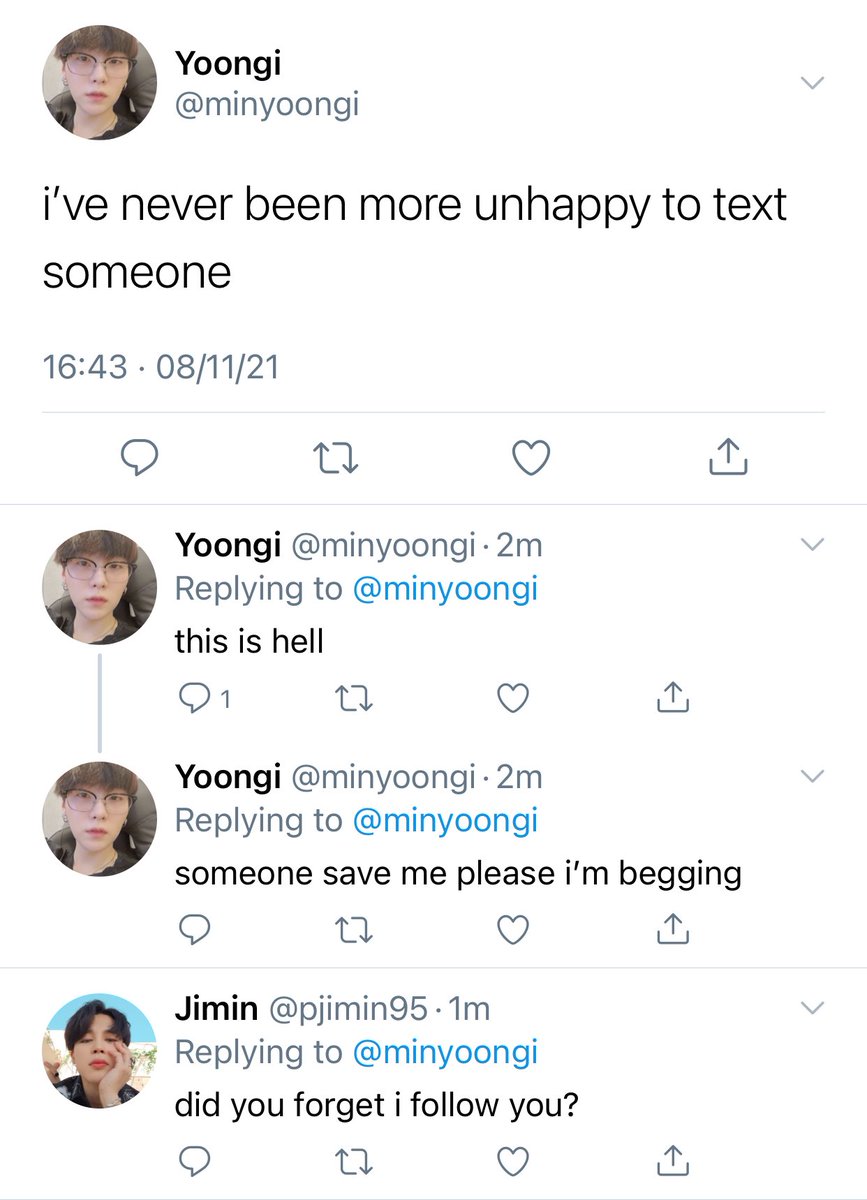 Yoongi
@minyoongi
i've never been more unhappy to text
someone
16:43 · 08/11/21
Yoongi @minyoongi · 2m
Replying to @minyoongi
this is hell
1
Yoongi @minyoongi · 2m
Replying to @minyoongi
someone save me please i'm begging
Jimin @pjimin95 · 1m
Replying to @minyoongi
did you forget i follow you?